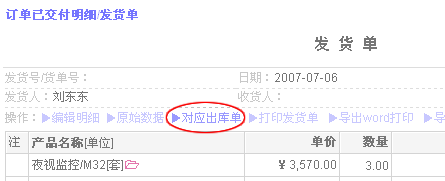 订单已交付明细/发货单
发 货 单
发货号/货单号： 日期：2007-07-06
发货人：刘东东 收货人：
操作：▶编辑明细 ▶原始数据 ▶对应出库单 ▶打印发货单 ▶导出word打印 ▶导
注 产品名称[单位] 单价 数量
夜视监控/M32[套] ¥ 3,570.00 3.00